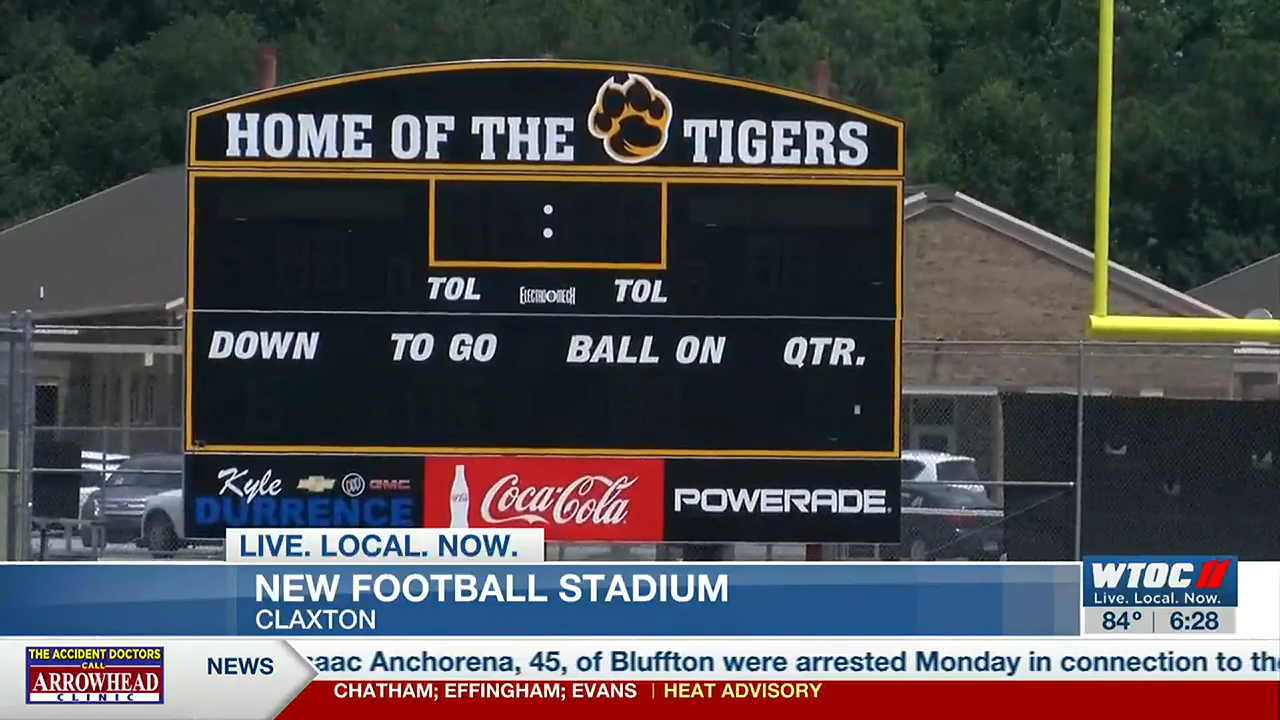 HOME OF THE TIGERS
:
TOL ELECTRO-MECH TOL
DOWN TO GO BALL ON QTR.
Kyle GMC
DURRENCE
Coca-Cola
POWERADE
LIVE. LOCAL. NOW.
NEW FOOTBALL STADIUM
CLAXTON
WTOC 11
Live. Local. Now.
84° 6:28
THE ACCIDENT DOCTORS
CALL
ARROWHEAD
CLINIC
NEWS
saac Anchorena, 45, of Bluffton were arrested Monday in connection to the
CHATHAM; EFFINGHAM; EVANS | HEAT ADVISORY